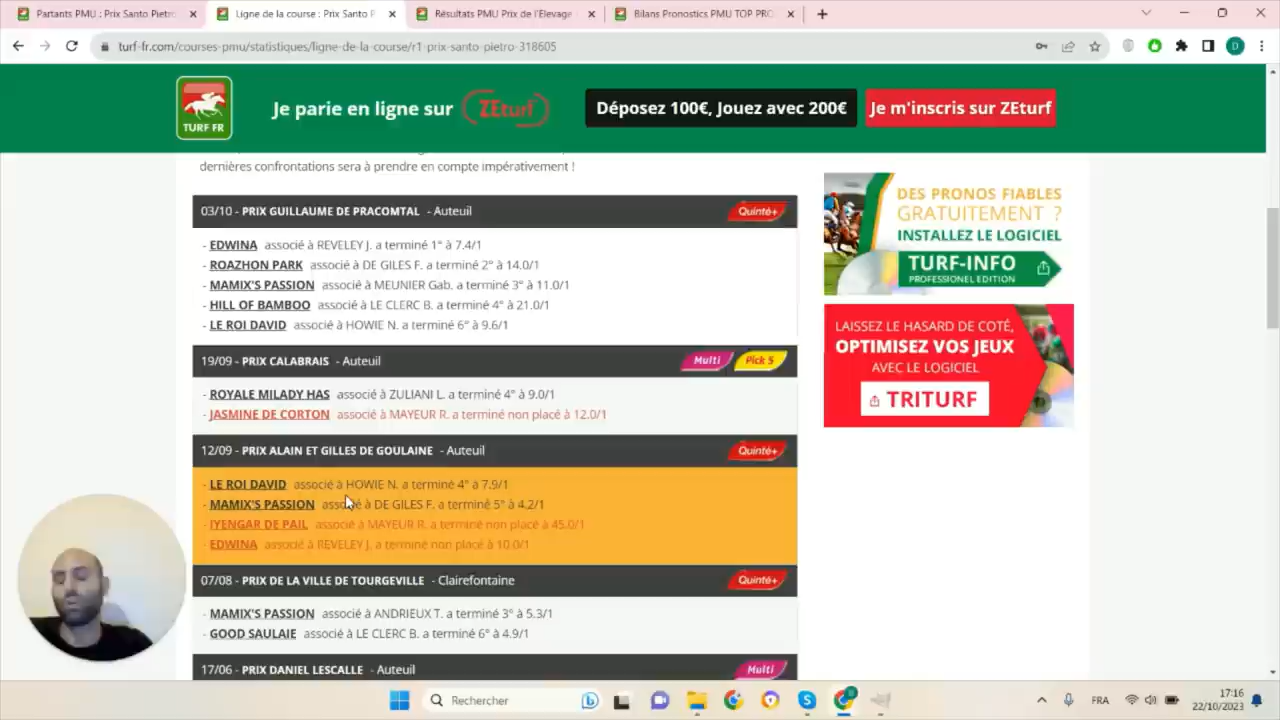 Partants PMU : Prix Santo Pietro
Ligne de la course : Prix Santo P
Résultats PMU Prix de l'Elevage
Bilans Pronostics PMU TOP PRO
turf-fr.com/courses-pmu/statistiques/ligne-de-la-course/r1-prix-santo-pietro-318605
D
TURF FR
Je parie en ligne sur ZEturf
Déposez 100€, Jouez avec 200€
Je m'inscris sur ZEturf
dernières confrontations sera à prendre en compte impérativement !
03/10 - PRIX GUILLAUME DE PRACOMTAL - Auteuil Quinté+
- EDWINA associé à REVELEY J. a terminé 1° à 7.4/1
- ROAZHON PARK associé à DE GILES F. a terminé 2° à 14.0/1
- MAMIX'S PASSION associé à MEUNIER Gab. a terminé 3° à 11.0/1
- HILL OF BAMBOO associé à LE CLERC B. a terminé 4° à 21.0/1
- LE ROI DAVID associé à HOWIE N. a terminé 6° à 9.6/1
19/09 - PRIX CALABRAIS - Auteuil Multi Pick 5
- ROYALE MILADY HAS associé à ZULIANI L. a terminé 4° à 9.0/1
- JASMINE DE CORTON associé à MAYEUR R. a terminé non placé à 12.0/1
12/09 - PRIX ALAIN ET GILLES DE GOULAINE - Auteuil Quinté+
- LE ROI DAVID associé à HOWIE N. a terminé 4° à 7.9/1
- MAMIX'S PASSION associé à DE GILES F. a terminé 5° à 4.2/1
- IYENGAR DE PAIL associé à MAYEUR R. a terminé non placé à 45.0/1
- EDWINA associé à REVELEY J. a terminé non placé à 10.0/1
07/08 - PRIX DE LA VILLE DE TOURGEVILLE - Clairefontaine Quinté+
- MAMIX'S PASSION associé à ANDRIEUX T. a terminé 3° à 5.3/1
- GOOD SAULAIE associé à LE CLERC B. a terminé 6° à 4.9/1
17/06 - PRIX DANIEL LESCALLE - Auteuil Multi
DES PRONOS FIABLES
GRATUITEMENT ?
INSTALLEZ LE LOGICIEL
TURF-INFO
PROFESSIONEL EDITION
LAISSEZ LE HASARD DE COTÉ,
OPTIMISEZ VOS JEUX
AVEC LE LOGICIEL
TRITURF
Rechercher
FRA
17:16
22/10/2023